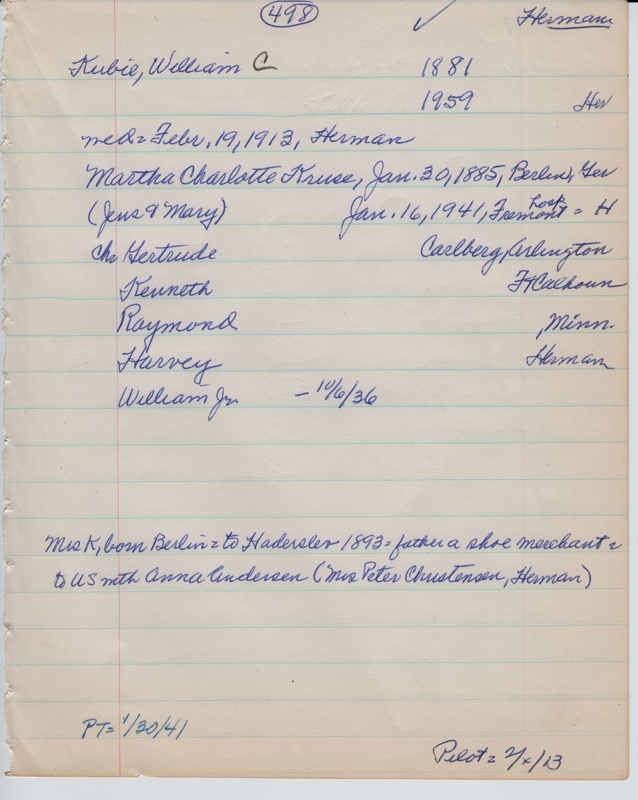 498
Herman
Kubie, William C 1881
1959 Her
med = Febr. 19, 1913, Herman
Martha Charlotte Kruse, Jan. 30, 1885, Berlin, Ger
(Jens & Mary) Jan. 16, 1941, Fremont hosp = H
Ch= Gertrude Carlberg, Arlington
Kenneth Ft Calhoun
Raymond , Minn.
Harvey Herman
William Jr. - 10/6/36
Mrs K, born Berlin = to Haderslev 1893 = father a shoe merchant =
to US with Anna Andersen (Mrs Peter Christensen, Herman)
PT= 1/30/41
Pilot =